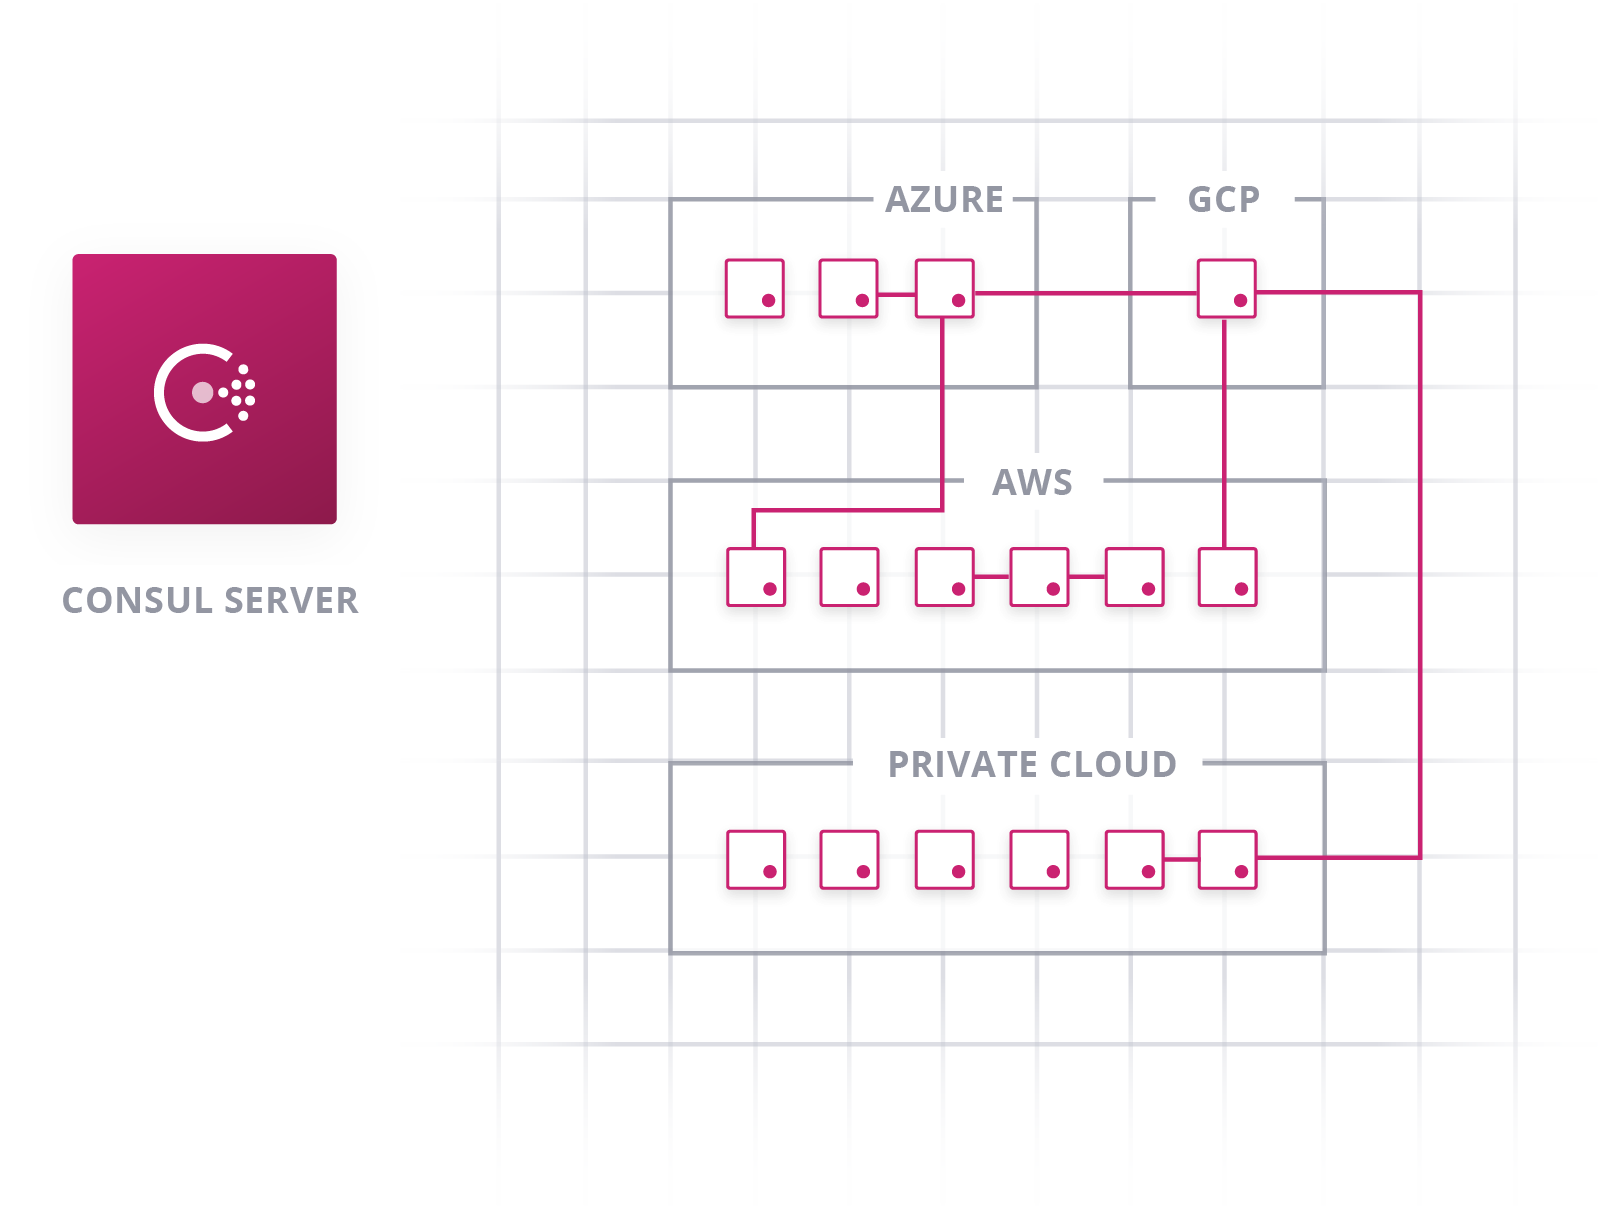 AZURE
GCP
AWS
CONSUL SERVER
PRIVATE CLOUD